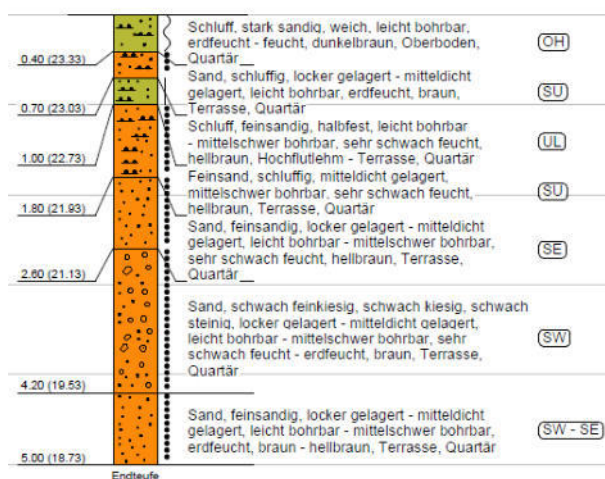 Schluff, stark sandig, weich, leicht bohrbar,
erdfeucht - feucht, dunkelbraun, Oberboden,
Quartär
OH
0.40 (23.33)
Sand, schluffig, locker gelagert - mitteldicht
gelagert, leicht bohrbar, erdfeucht, braun,
Terrasse, Quartär
SU
0.70 (23.03)
Schluff, feinsandig, halbfest, leicht bohrbar
- mittelschwer bohrbar, sehr schwach feucht,
hellbraun, Hochflutlehm - Terrasse, Quartär
UL
1.00 (22.73)
Feinsand, schluffig, mitteldicht gelagert,
mittelschwer bohrbar, sehr schwach feucht,
hellbraun, Terrasse, Quartär
SU
1.80 (21.93)
Sand, feinsandig, locker gelagert - mitteldicht
gelagert, leicht bohrbar - mittelschwer bohrbar,
sehr schwach feucht, hellbraun, Terrasse,
Quartär
SE
2.60 (21.13)
Sand, schwach feinkiesig, schwach kiesig, schwach
steinig, locker gelagert - mitteldicht gelagert,
leicht bohrbar - mittelschwer bohrbar, sehr
schwach feucht - erdfeucht, braun, Terrasse,
Quartär
SW
4.20 (19.53)
Sand, feinsandig, locker gelagert - mitteldicht
gelagert, leicht bohrbar - mittelschwer bohrbar,
erdfeucht, braun - hellbraun, Terrasse, Quartär
SW - SE
5.00 (18.73)
Endteufe